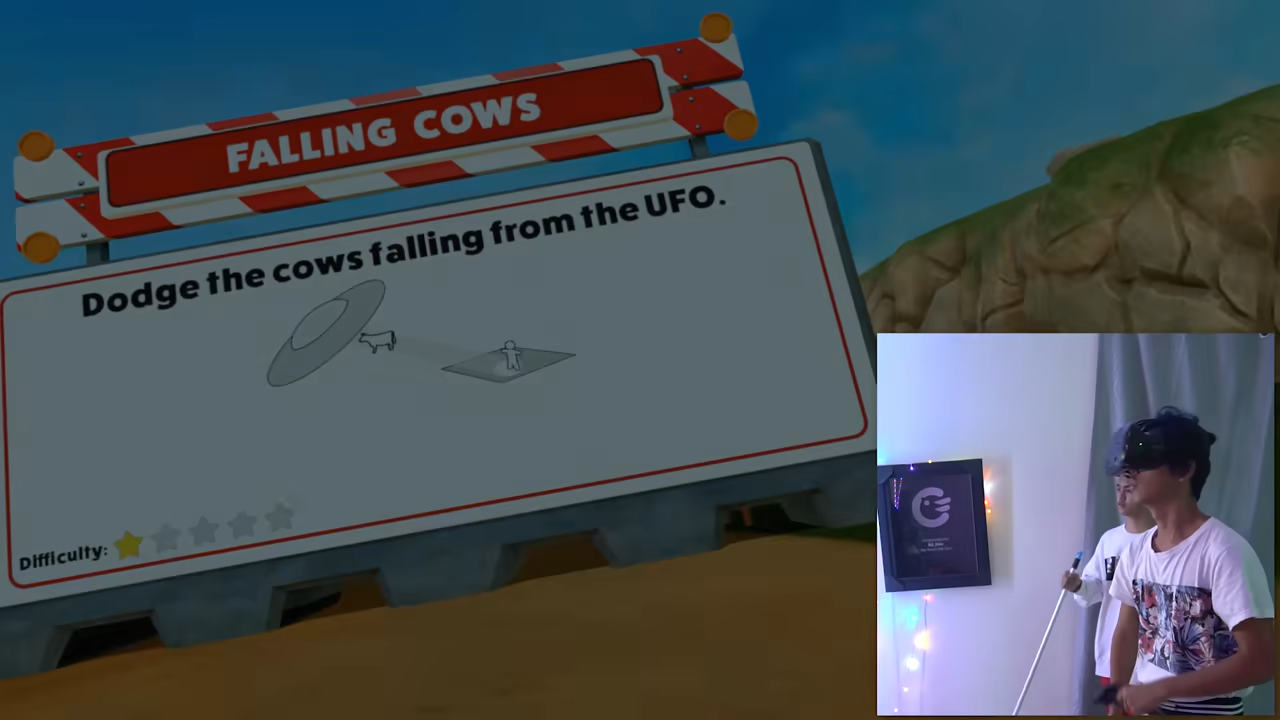 FALLING COWS
Dodge the cows falling from the UFO.
Difficulty: